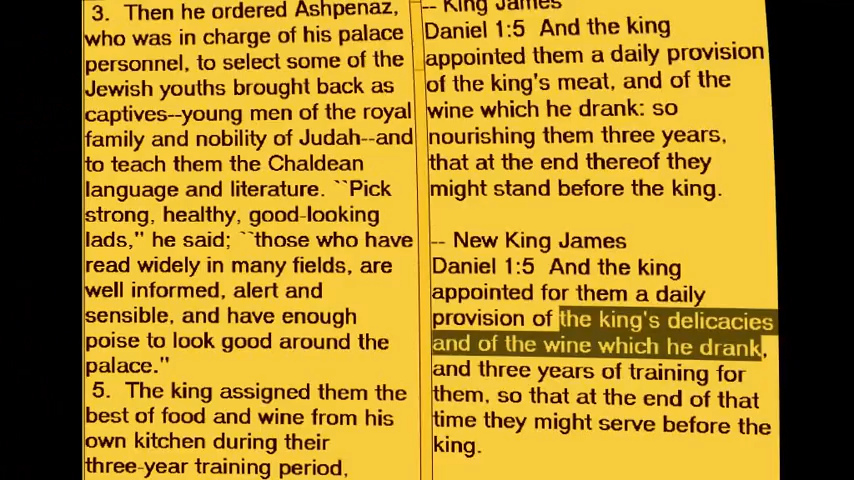 3. Then he ordered Ashpenaz,
who was in charge of his palace
personnel, to select some of the
Jewish youths brought back as
captives--young men of the royal
family and nobility of Judah--and
to teach them the Chaldean
language and literature. ``Pick
strong, healthy, good-looking
lads,'' he said; ``those who have
read widely in many fields, are
well informed, alert and
sensible, and have enough
poise to look good around the
palace.''
5. The king assigned them the
best of food and wine from his
own kitchen during their
three-year training period,
-- King James
Daniel 1:5 And the king
appointed them a daily provision
of the king's meat, and of the
wine which he drank: so
nourishing them three years,
that at the end thereof they
might stand before the king.
-- New King James
Daniel 1:5 And the king
appointed for them a daily
provision of the king's delicacies
and of the wine which he drank,
and three years of training for
them, so that at the end of that
time they might serve before the
king.